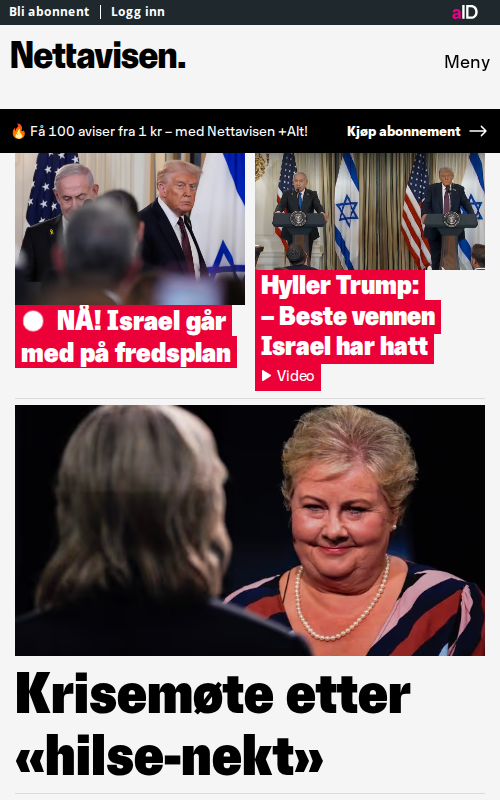 Bli abonnent
Logg inn
aID
Nettavisen.
Meny
🔥 Få 100 aviser fra 1 kr – med Nettavisen +Alt!
Kjøp abonnement →
NÅ! Israel går
med på fredsplan
Hyller Trump:
– Beste vennen
Israel har hatt
Video
Krisemøte etter
«hilse-nekt»